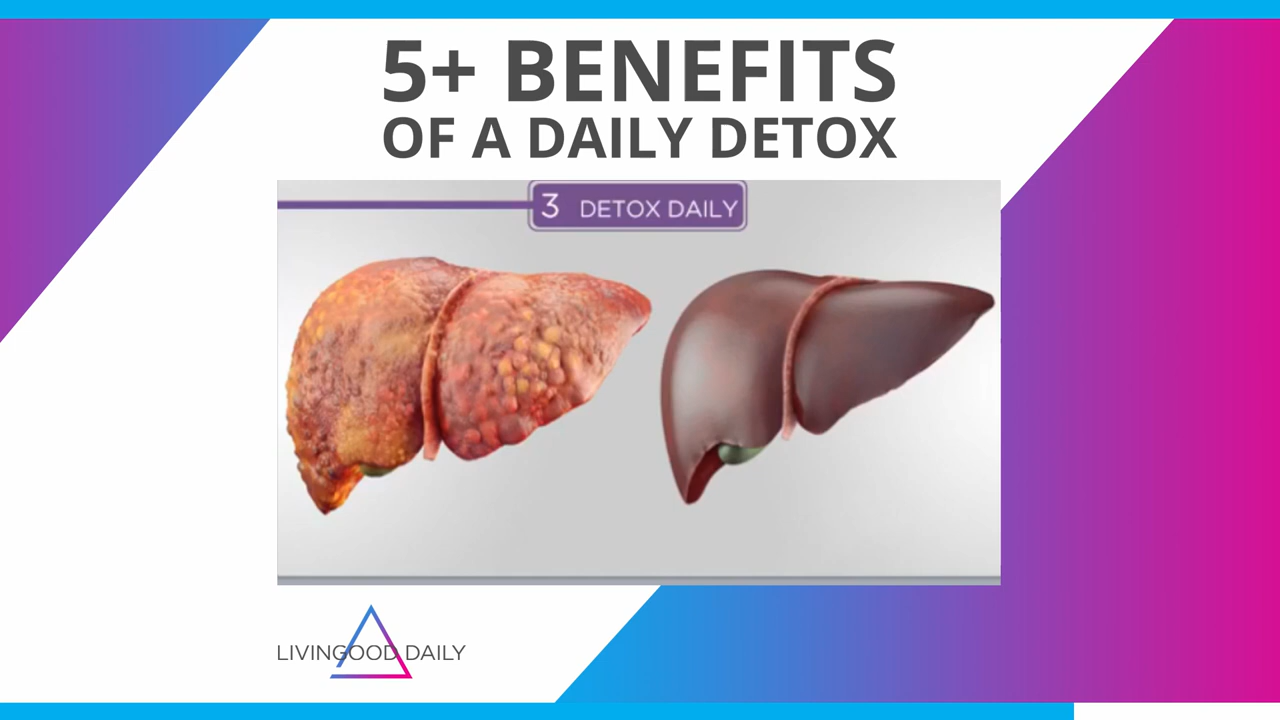 5+ BENEFITS
OF A DAILY DETOX
3 DETOX DAILY
LIVINGOOD DAILY